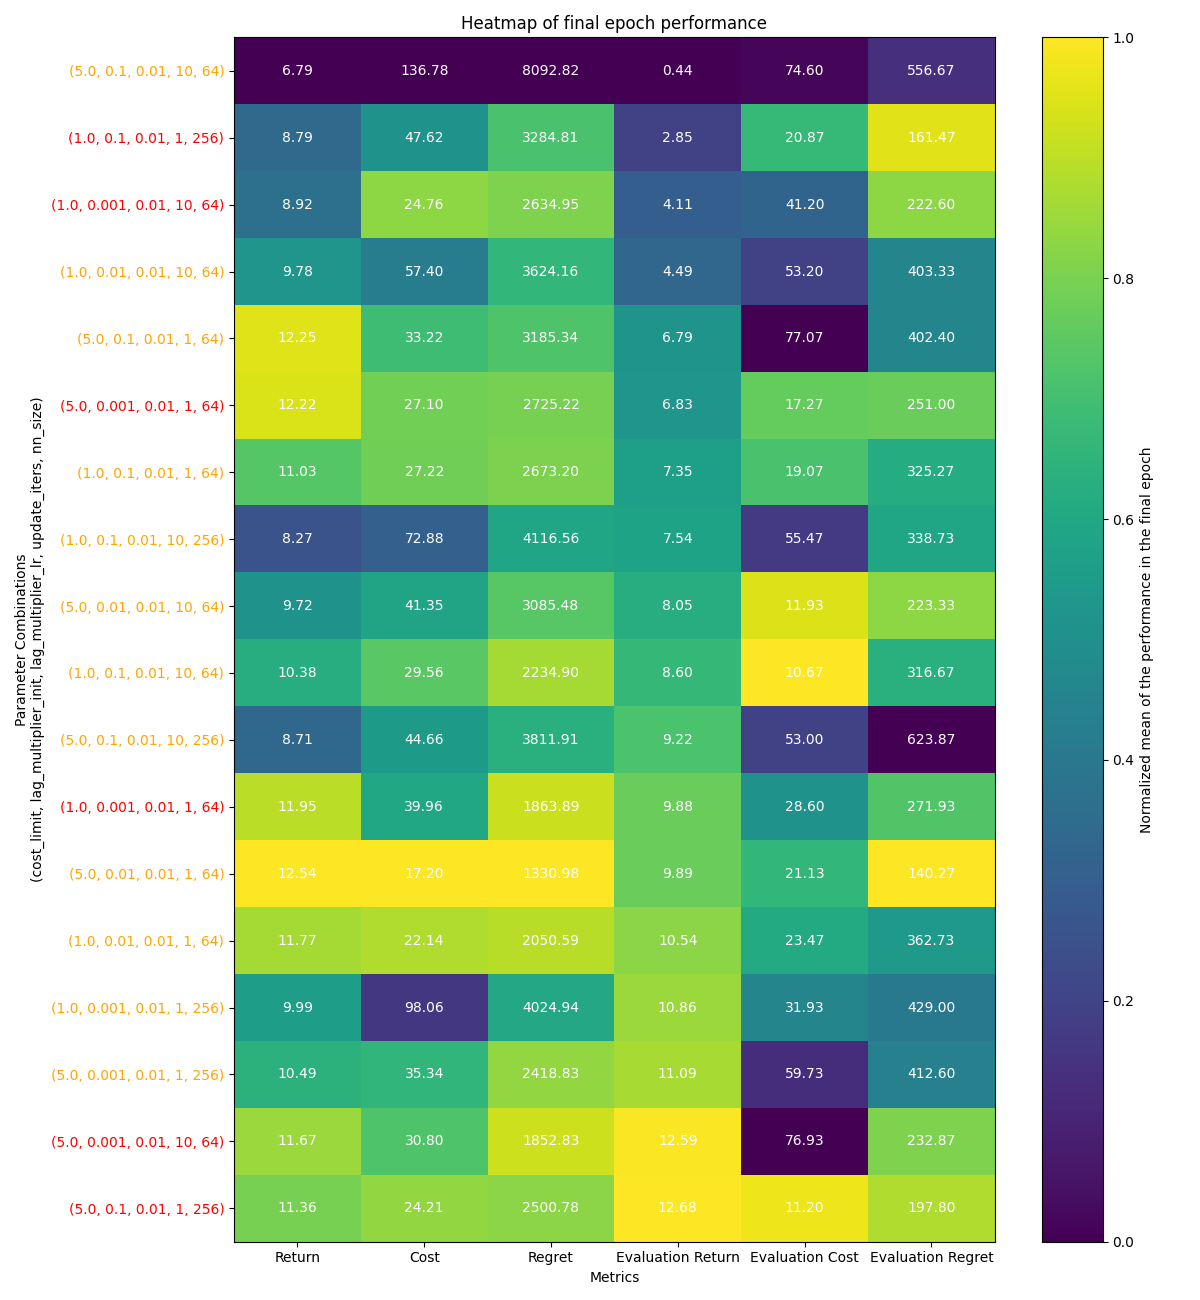 Heatmap of final epoch performance
(5.0, 0.1, 0.01, 10, 64) 6.79 136.78 8092.82 0.44 74.60 556.67
(1.0, 0.1, 0.01, 1, 256) 8.79 47.62 3284.81 2.85 20.87 161.47
(1.0, 0.001, 0.01, 10, 64) 8.92 24.76 2634.95 4.11 41.20 222.60
(1.0, 0.01, 0.01, 10, 64) 9.78 57.40 3624.16 4.49 53.20 403.33
(5.0, 0.1, 0.01, 1, 64) 12.25 33.22 3185.34 6.79 77.07 402.40
(5.0, 0.001, 0.01, 1, 64) 12.22 27.10 2725.22 6.83 17.27 251.00
(1.0, 0.1, 0.01, 1, 64) 11.03 27.22 2673.20 7.35 19.07 325.27
(1.0, 0.1, 0.01, 10, 256) 8.27 72.88 4116.56 7.54 55.47 338.73
(5.0, 0.01, 0.01, 10, 64) 9.72 41.35 3085.48 8.05 11.93 223.33
(1.0, 0.1, 0.01, 10, 64) 10.38 29.56 2234.90 8.60 10.67 316.67
(5.0, 0.1, 0.01, 10, 256) 8.71 44.66 3811.91 9.22 53.00 623.87
(1.0, 0.001, 0.01, 1, 64) 11.95 39.96 1863.89 9.88 28.60 271.93
(5.0, 0.01, 0.01, 1, 64) 12.54 17.20 1330.98 9.89 21.13 140.27
(1.0, 0.01, 0.01, 1, 64) 11.77 22.14 2050.59 10.54 23.47 362.73
(1.0, 0.001, 0.01, 1, 256) 9.99 98.06 4024.94 10.86 31.93 429.00
(5.0, 0.001, 0.01, 1, 256) 10.49 35.34 2418.83 11.09 59.73 412.60
(5.0, 0.001, 0.01, 10, 64) 11.67 30.80 1852.83 12.59 76.93 232.87
(5.0, 0.1, 0.01, 1, 256) 11.36 24.21 2500.78 12.68 11.20 197.80
Return Cost Regret Evaluation Return Evaluation Cost Evaluation Regret
Metrics
Parameter Combinations
(cost_limit, lag_multiplier_init, lag_multiplier_lr, update_iters, nn_size)
1.0
0.8
0.6
0.4
0.2
0.0
Normalized mean of the performance in the final epoch